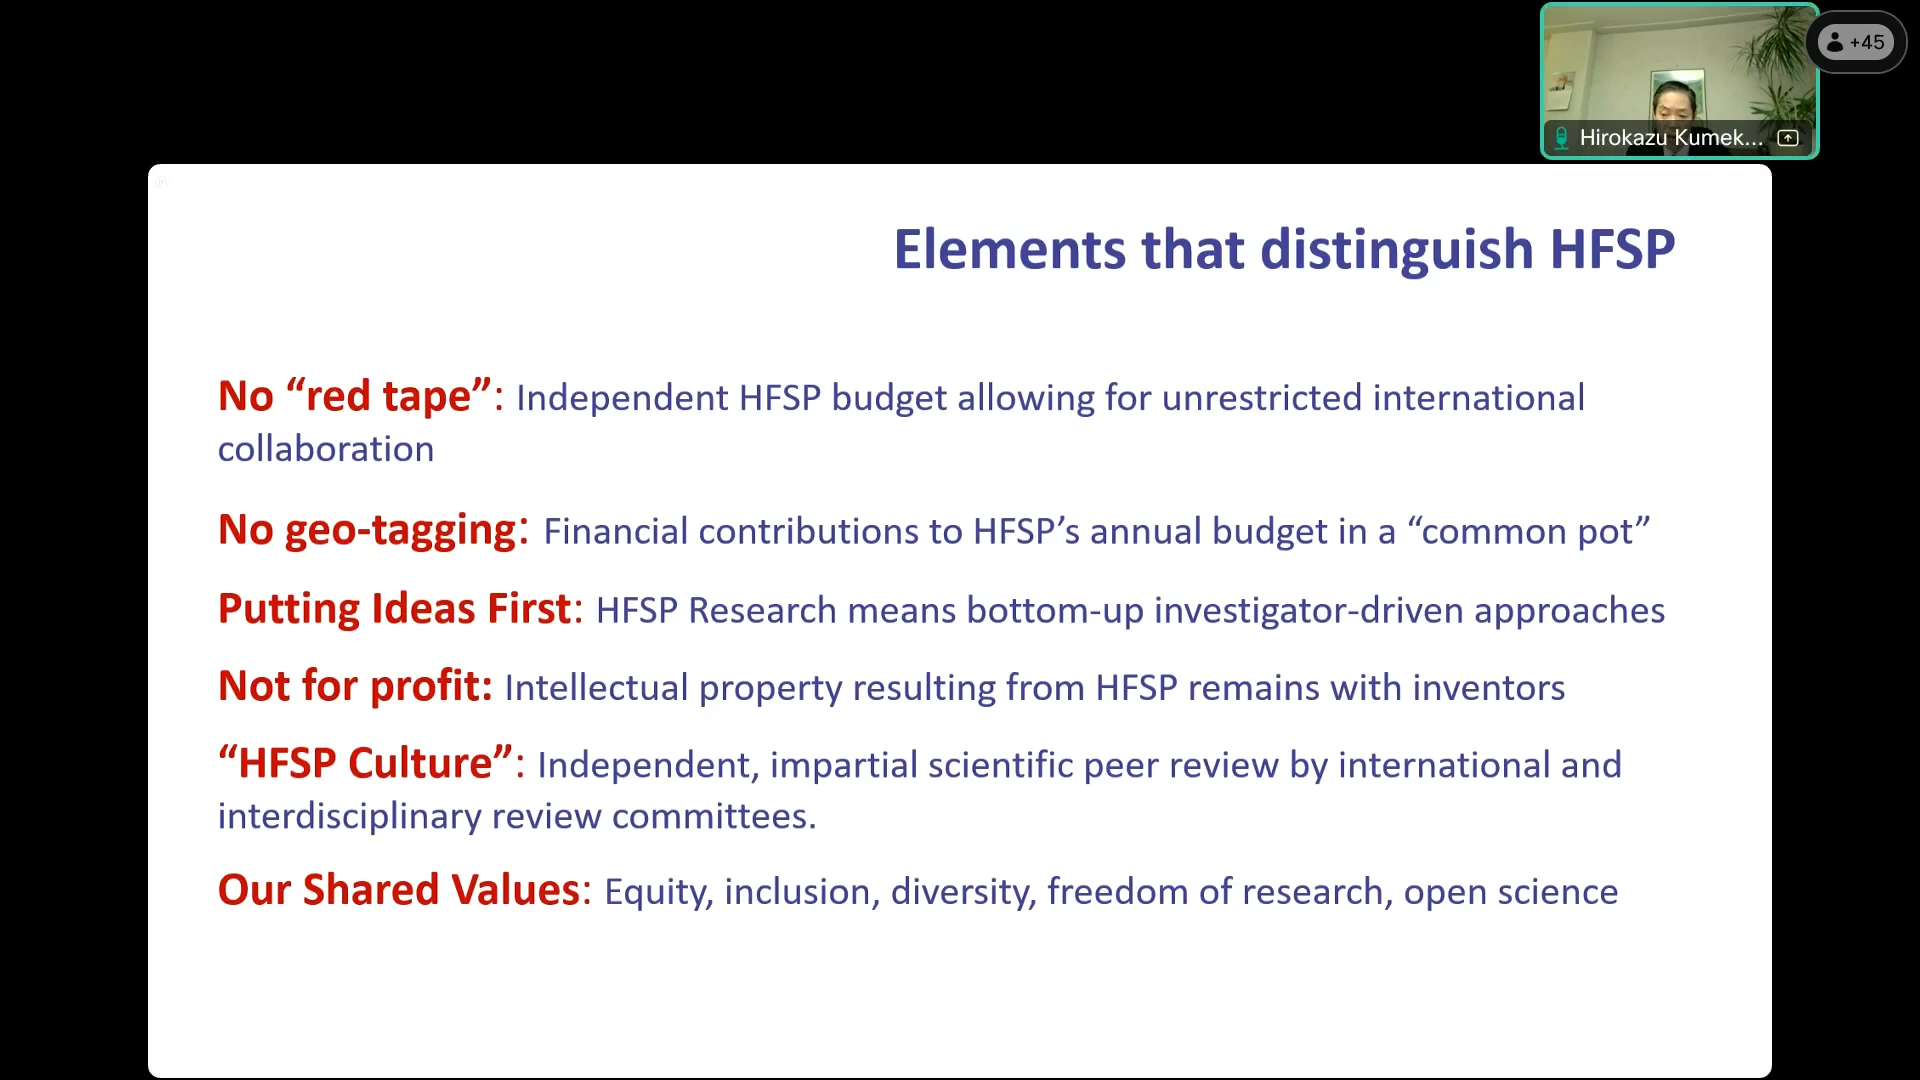 +45
Hirokazu Kumek...
Elements that distinguish HFSP
No “red tape”: Independent HFSP budget allowing for unrestricted international
collaboration
No geo-tagging: Financial contributions to HFSP’s annual budget in a “common pot”
Putting Ideas First: HFSP Research means bottom-up investigator-driven approaches
Not for profit: Intellectual property resulting from HFSP remains with inventors
“HFSP Culture”: Independent, impartial scientific peer review by international and
interdisciplinary review committees.
Our Shared Values: Equity, inclusion, diversity, freedom of research, open science